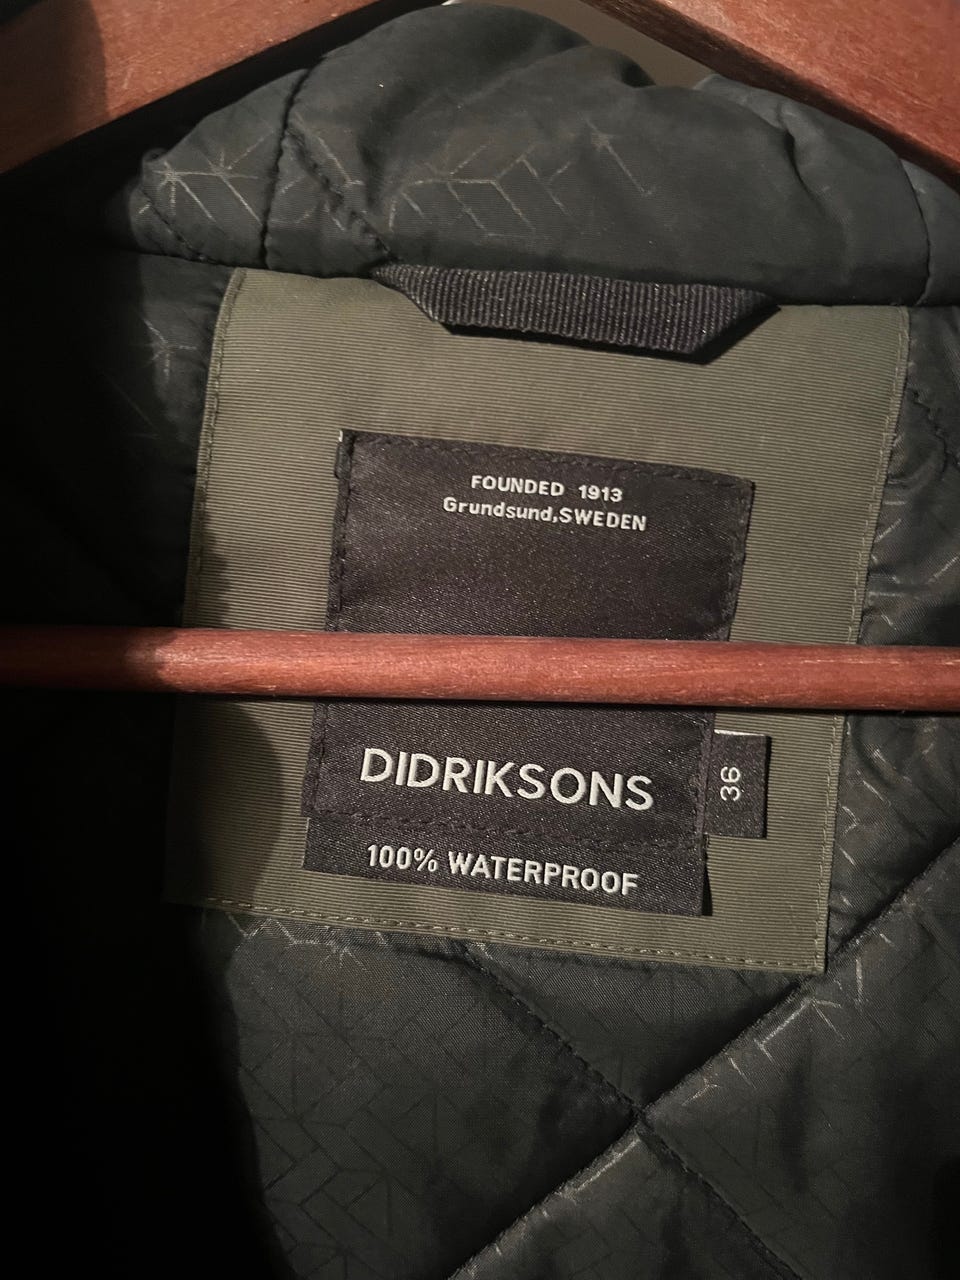 FOUNDED 1913
Grundsund,SWEDEN
DIDRIKSONS
36
100% WATERPROOF